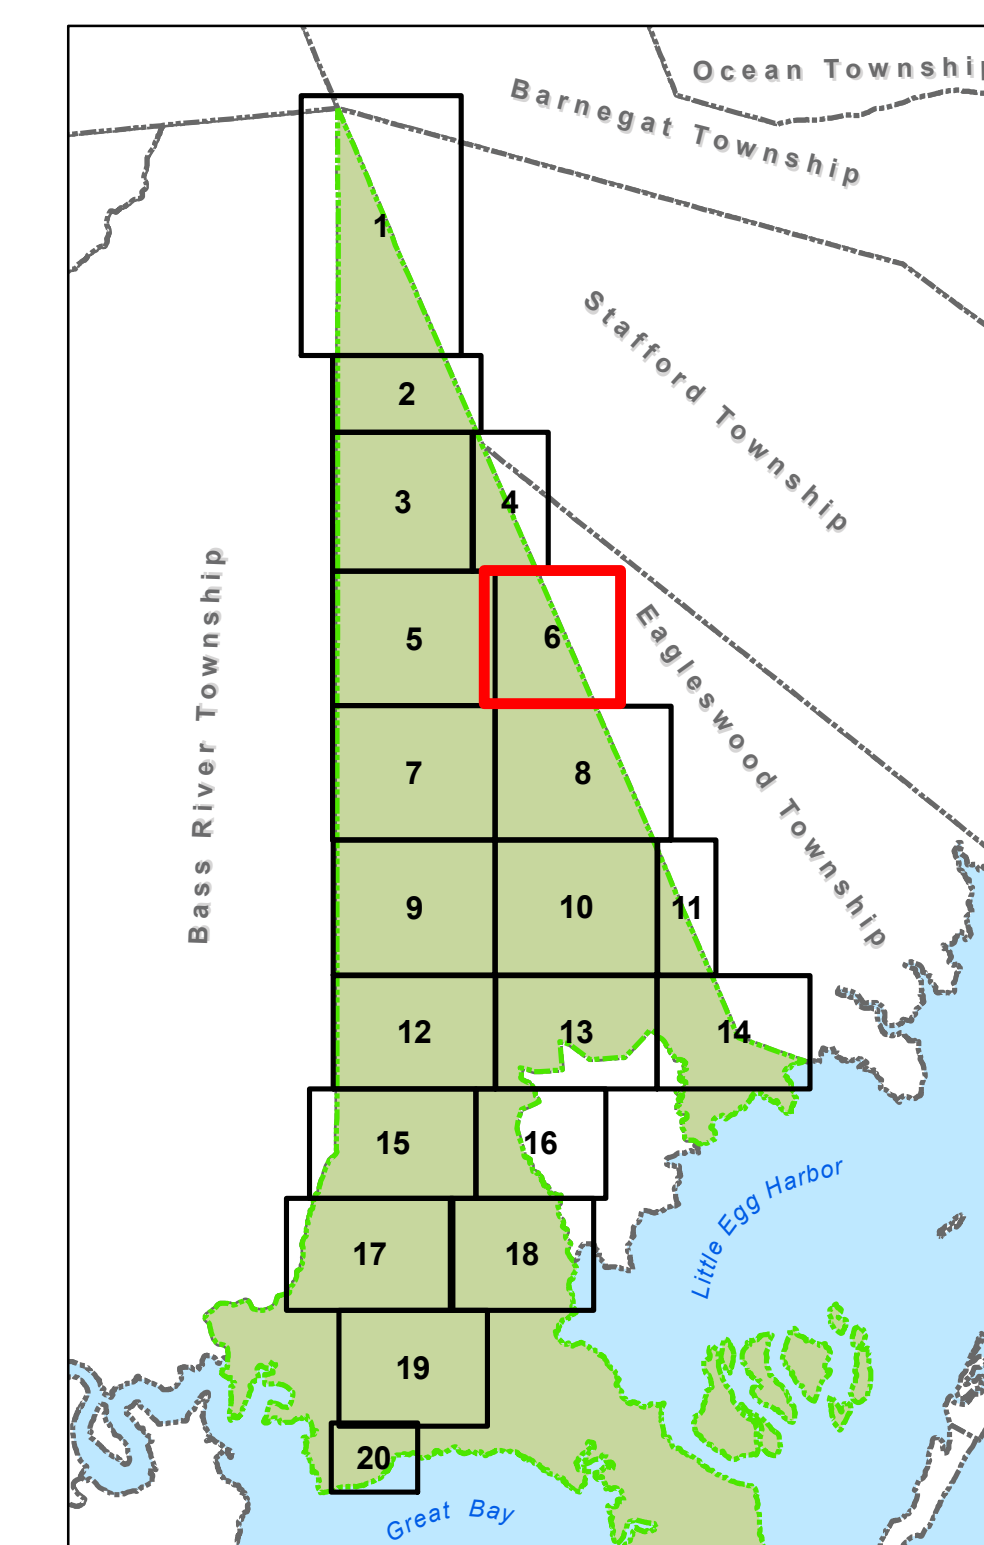 Ocean Township
Barnegat Township
1
Stafford Township
2
3
4
Bass River Township
5
6
Eagleswood Township
7
8
9
10
11
12
13
14
15
16
Little Egg Harbor
17
18
19
20
Great Bay